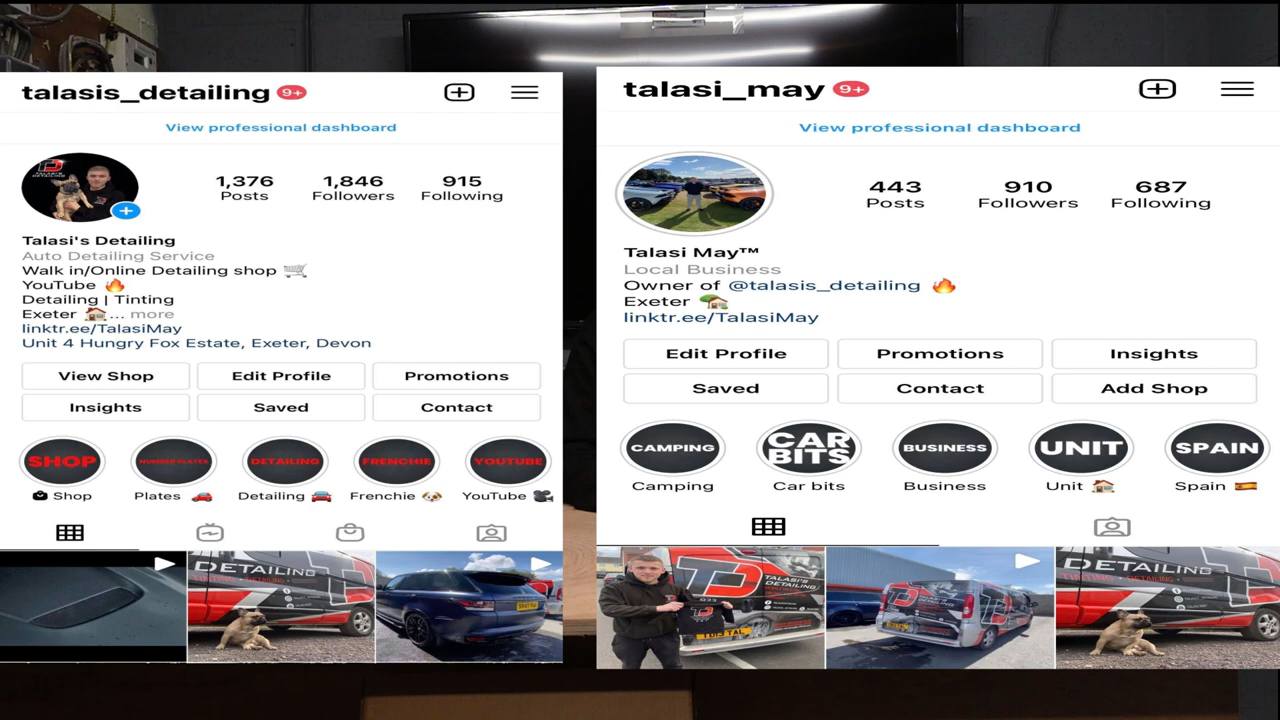 talasis_detailing 9+
View professional dashboard
1,376 1,846 915
Posts Followers Following
Talasi's Detailing
Auto Detailing Service
Walk in/Online Detailing shop 🛒
YouTube 🔥
Detailing | Tinting
Exeter 🏡... more
linktr.ee/TalasiMay
Unit 4 Hungry Fox Estate, Exeter, Devon
View Shop Edit Profile Promotions
Insights Saved Contact
SHOP NUMBER PLATES DETAILING FRENCHIE YOUTUBE
Shop Plates 🚗 Detailing 🚘 Frenchie 🐶 YouTube 🎥
DETAILING
talasi_may 9+
View professional dashboard
443 910 687
Posts Followers Following
Talasi May™
Local Business
Owner of @talasis_detailing 🔥
Exeter 🏡
linktr.ee/TalasiMay
Edit Profile Promotions Insights
Saved Contact Add Shop
CAMPING CAR BITS BUSINESS UNIT SPAIN
Camping Car bits Business Unit 🏠 Spain 🇪🇸
TALASI'S
DETAILING
DETAILING